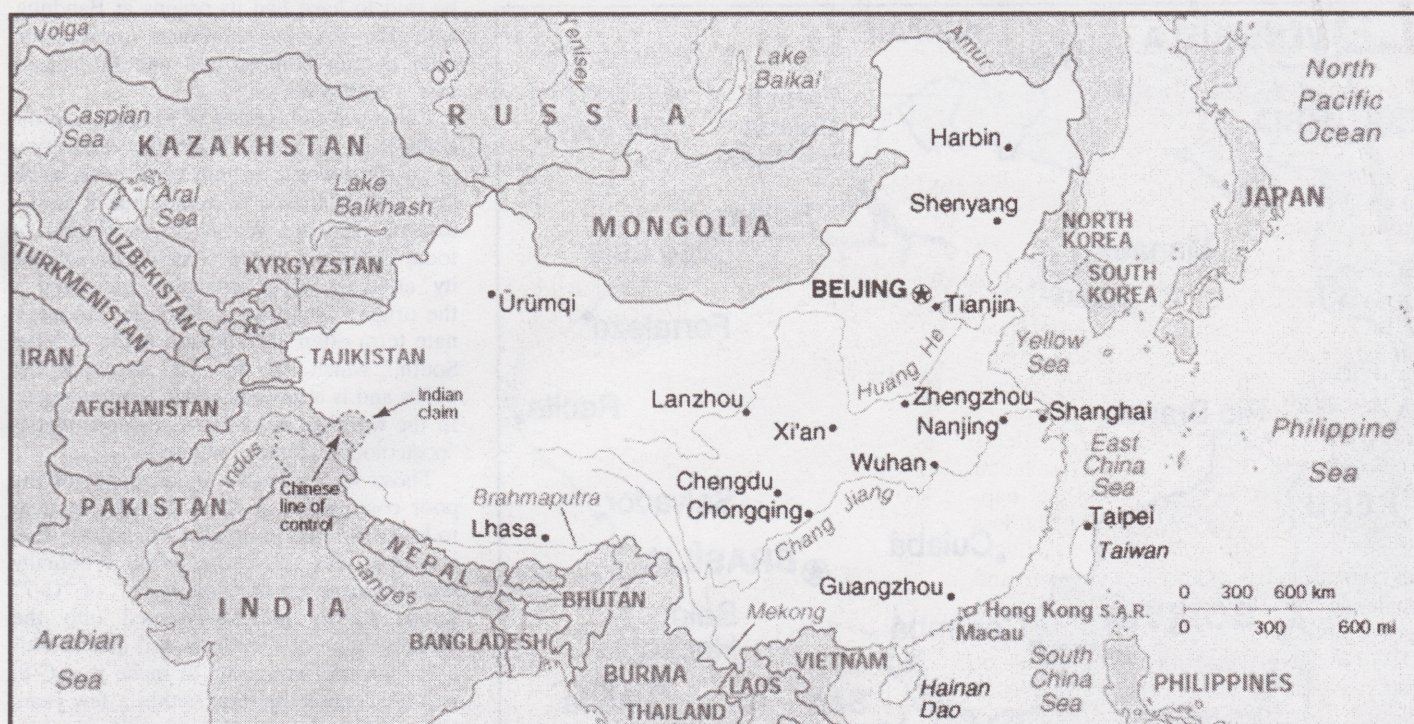 Volga
Ob
Yenisey
Lake
Baikal
Amur
North
Pacific
Ocean
Caspian
Sea
RUSSIA
KAZAKHSTAN
Harbin
Aral
Sea
Lake
Balkhash
MONGOLIA
Shenyang
NORTH
KOREA
JAPAN
UZBEKISTAN
TURKMENISTAN
KYRGYZSTAN
Ürümqi
BEIJING
Tianjin
SOUTH
KOREA
IRAN
TAJIKISTAN
Yellow
Sea
Huang He
AFGHANISTAN
Indian
claim
Lanzhou
Zhengzhou
Xi'an
Nanjing
Shanghai
Philippine
Sea
Indus
Wuhan
East
China
Sea
PAKISTAN
Chinese
line of
control
Brahmaputra
Chengdu
Chongqing
Chang Jiang
Lhasa
Taipei
Taiwan
NEPAL
Ganges
INDIA
BHUTAN
Mekong
Guangzhou
0 300 600 km
0 300 600 mi
Hong Kong S.A.R.
Macau
Arabian
Sea
BANGLADESH
BURMA
VIETNAM
LAOS
THAILAND
Hainan
Dao
South
China
Sea
PHILIPPINES